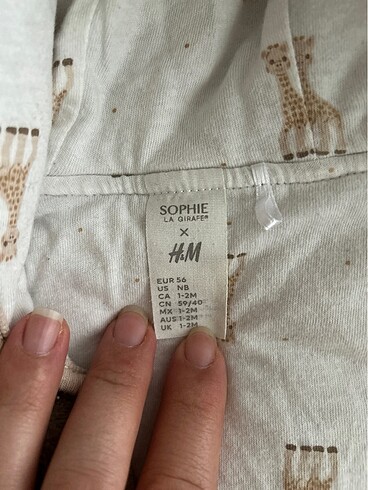 SOPHIE
LA GIRAFE®
×
H&M
EUR 56
US NB
CA 1-2M
CN 59/40
MX 1-2M
AUS 1-2M
UK 1-2M